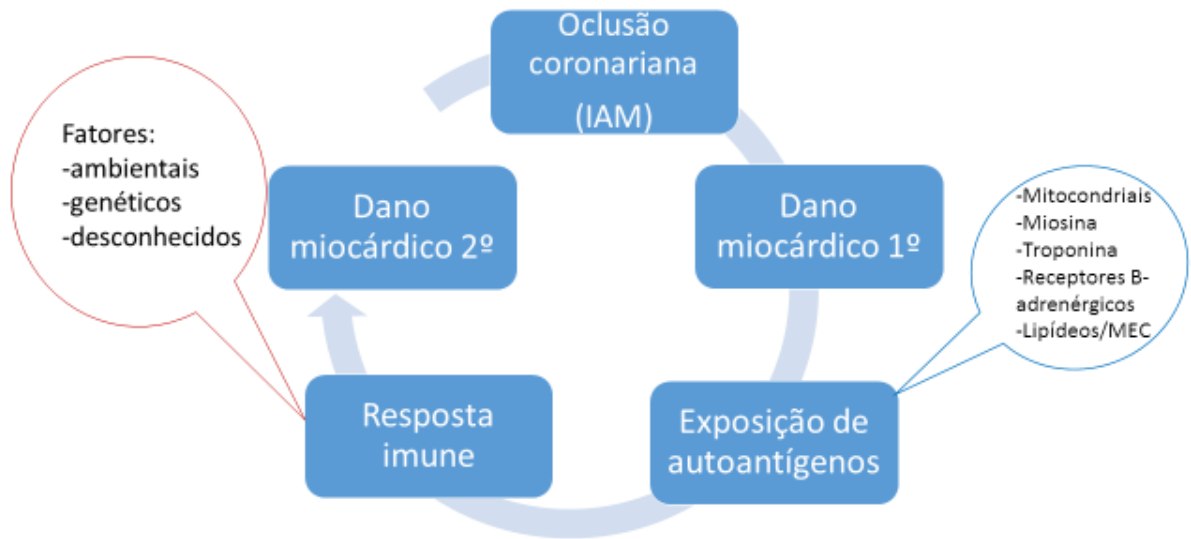 Oclusão
coronariana
(IAM)
Fatores:
-ambientais
-genéticos
-desconhecidos
Dano
miocárdico 2º
Dano
miocárdico 1º
-Mitocondriais
-Miosina
-Troponina
-Receptores B-
adrenérgicos
-Lipídeos/MEC
Resposta
imune
Exposição de
autoantígenos